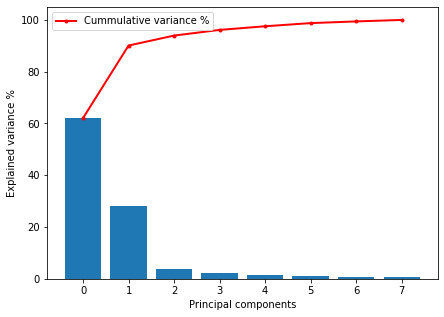 Cummulative variance %
100
80
60
40
20
0
Explained variance %
0 1 2 3 4 5 6 7
Principal components